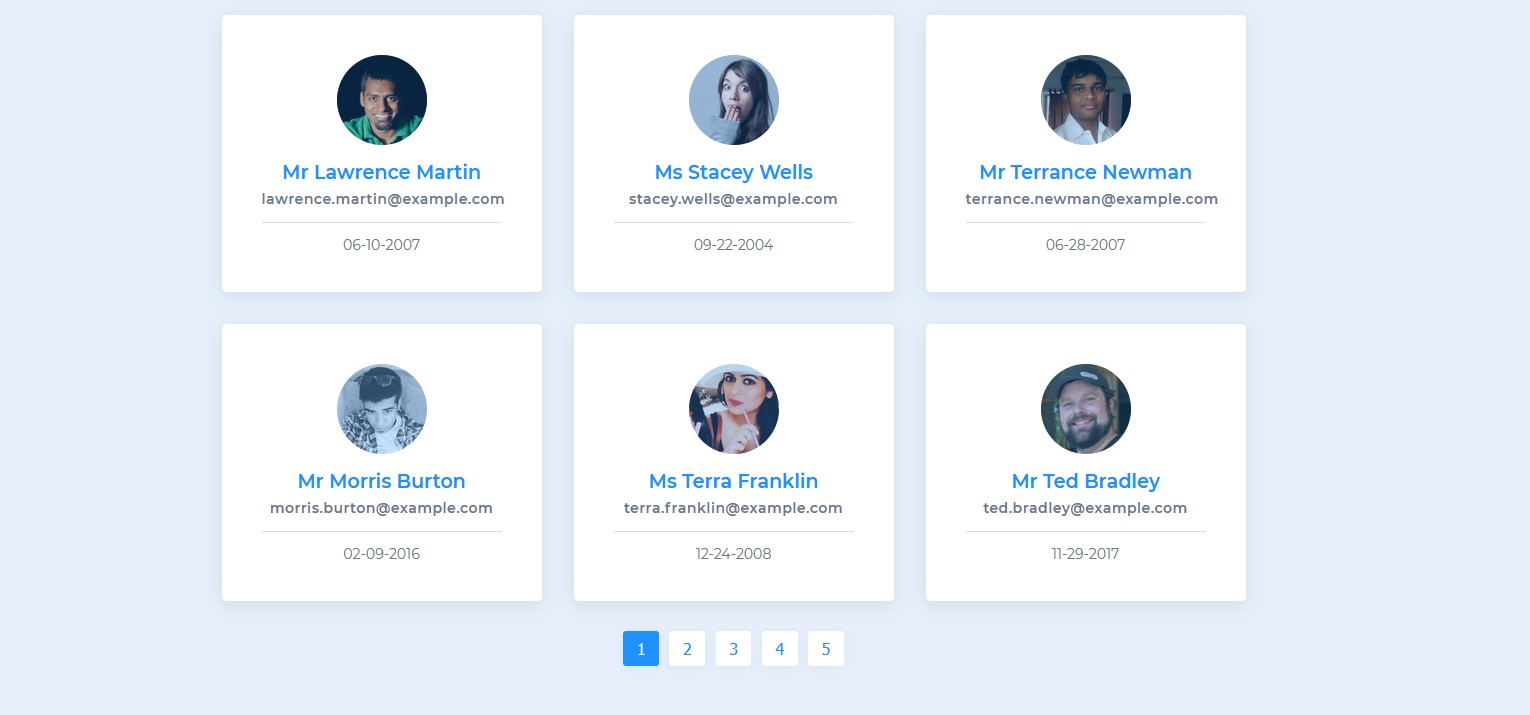 Mr Lawrence Martin
lawrence.martin@example.com
06-10-2007
Ms Stacey Wells
stacey.wells@example.com
09-22-2004
Mr Terrance Newman
terrance.newman@example.com
06-28-2007
Mr Morris Burton
morris.burton@example.com
02-09-2016
Ms Terra Franklin
terra.franklin@example.com
12-24-2008
Mr Ted Bradley
ted.bradley@example.com
11-29-2017
1 2 3 4 5